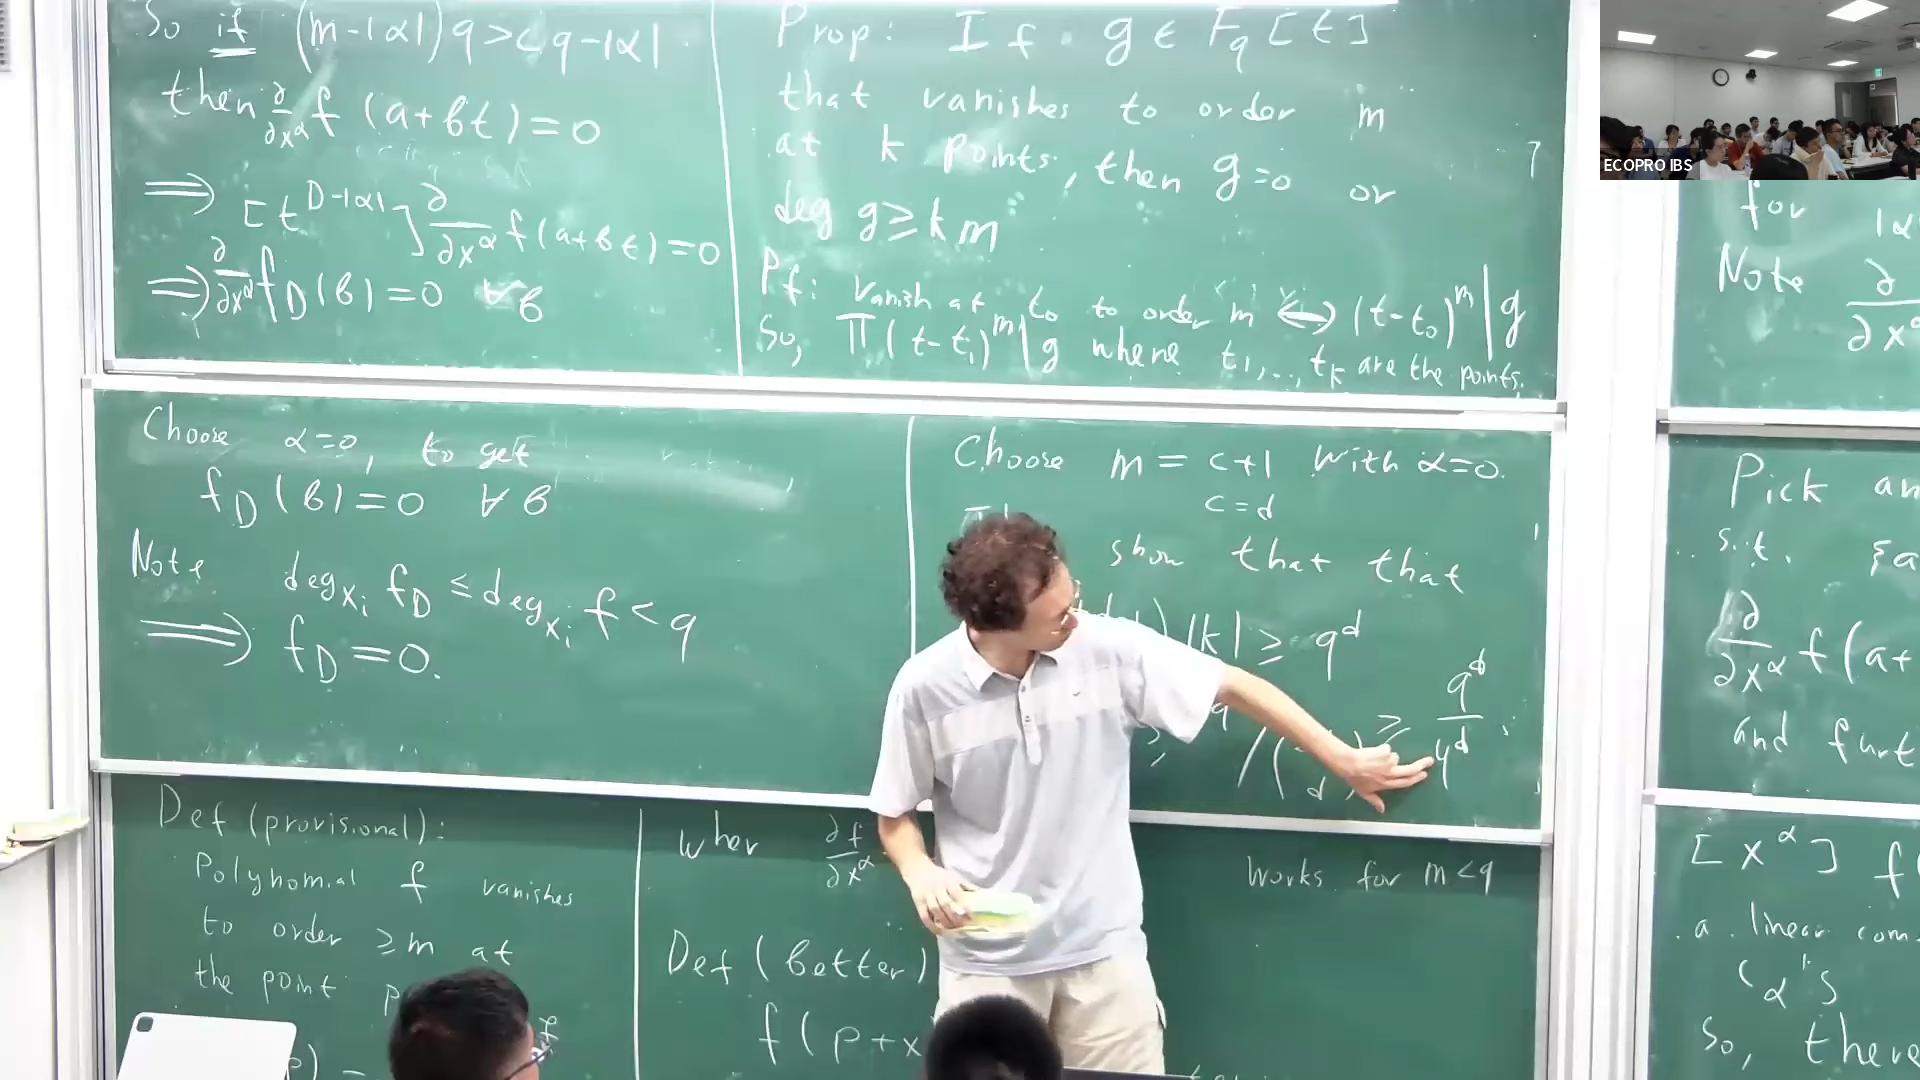 So if (m-|α|)q > cq-|α|
then ∂/∂x^α f (a+bt) = 0
⟹ [t^{D-|α|}] ∂/∂x^α f(a+bt) = 0
⟹ ∂/∂x^α f_D(b) = 0 ∀b
Prop: If g ∈ F_q[t]
that vanishes to order m
at k points, then g=0 or
deg g ≥ km
Pf: Vanish at t_0 to order m ⟺ (t-t_0)^m | g
So, ∏(t-t_i)^m | g where t_1,..,t_k are the points.
Choose α=0, to get
f_D(b) = 0 ∀b
Note deg_{x_i} f_D ≤ deg_{x_i} f < q
⟹ f_D = 0.
Choose m = c+1 with α=0.
c=d
show that that
|k| ≥ q^d
≥ q^d/4^d
Def (provisional):
Polynomial f vanishes
to order ≥m at
the point p
wher ∂f/∂x^α
Def (better)
f(p+x
Works for m<q
for |α
Note ∂/∂x^α
Pick an
s.t.
∂/∂x^α f(a+
and furt
[x^α] f
a linear com
α's
So, there
ECOPRO IBS